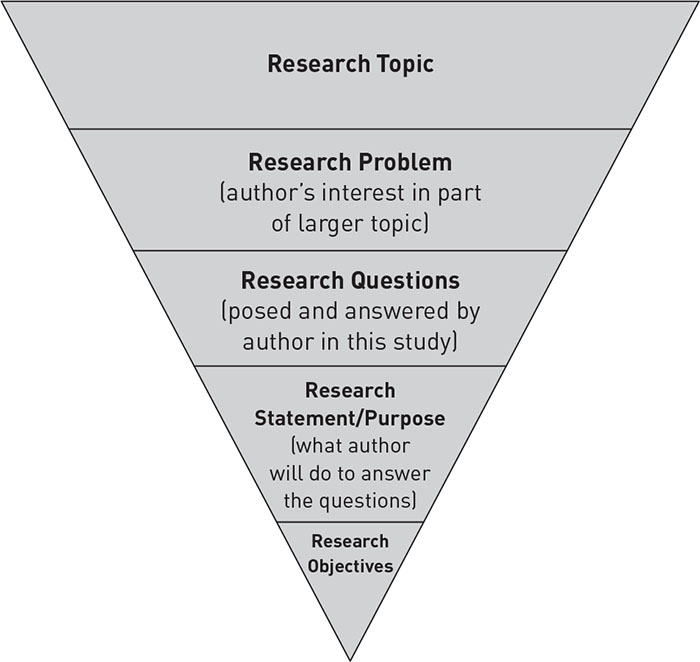 Research Topic
Research Problem
(author’s interest in part
of larger topic)
Research Questions
(posed and answered by
author in this study)
Research
Statement/Purpose
(what author
will do to answer
the questions)
Research
Objectives